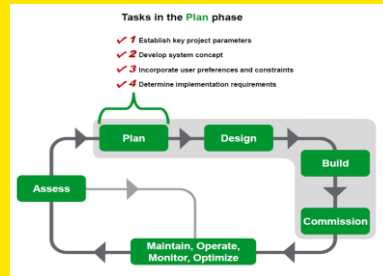 Tasks in the Plan phase
✓ 1 Establish key project parameters
✓ 2 Develop system concept
✓ 3 Incorporate user preferences and constraints
✓ 4 Determine implementation requirements
Plan
Design
Build
Assess
Commission
Maintain, Operate,
Monitor, Optimize